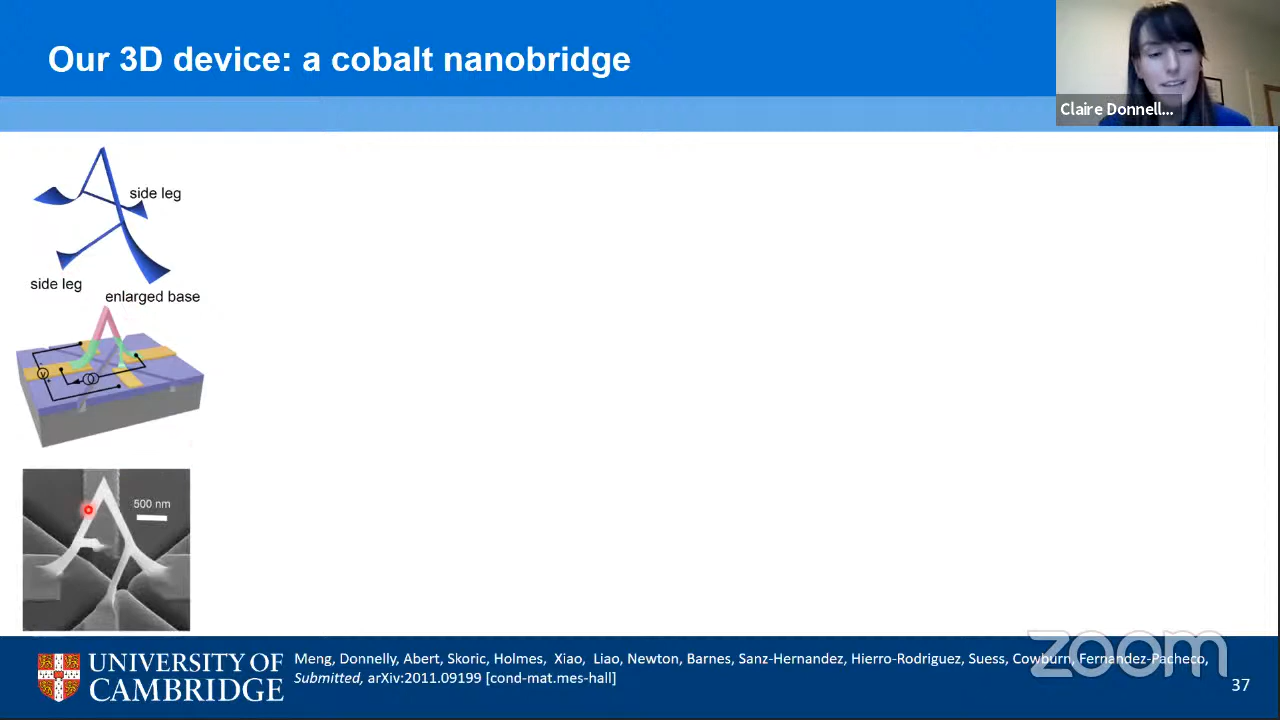 Our 3D device: a cobalt nanobridge
Claire Donnell...
side leg
side leg
enlarged base
V
500 nm
UNIVERSITY OF
CAMBRIDGE
Meng, Donnelly, Abert, Skoric, Holmes, Xiao, Liao, Newton, Barnes, Sanz-Hernandez, Hierro-Rodriguez, Suess, Cowburn, Fernandez-Pacheco,
Submitted, arXiv:2011.09199 [cond-mat.mes-hall]
zoom
37